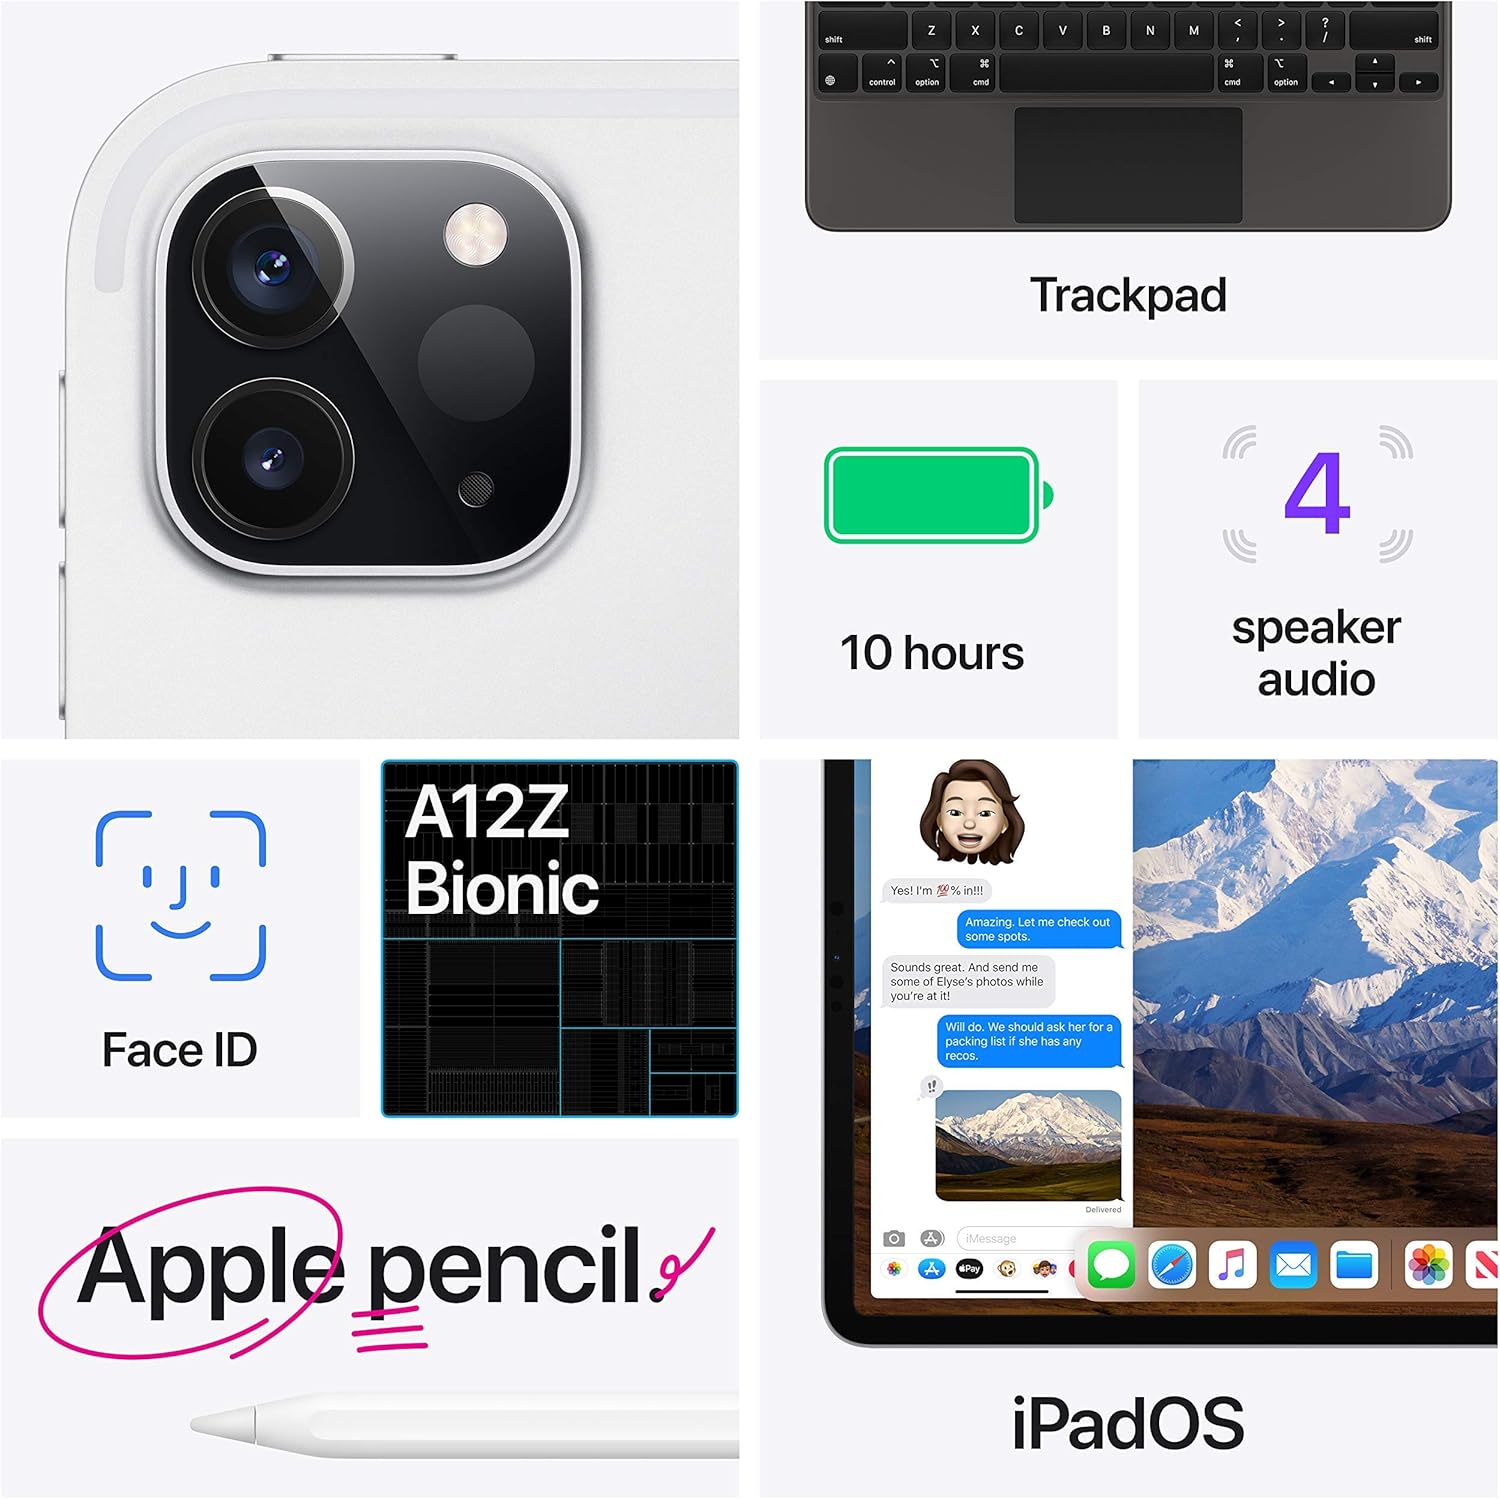 shift Z X C V B N M < , > . ? / shift
control ^ option ⌥ cmd ⌘ cmd ⌘ option ⌥
Trackpad
10 hours
4
speaker
audio
Face ID
A12Z
Bionic
Yes! I'm 💯% in!!!
Amazing. Let me check out
some spots.
Sounds great. And send me
some of Elyse's photos while
you're at it!
Will do. We should ask her for a
packing list if she has any
recos.
!!
Delivered
iMessage
Pay
Apple pencil.
iPadOS